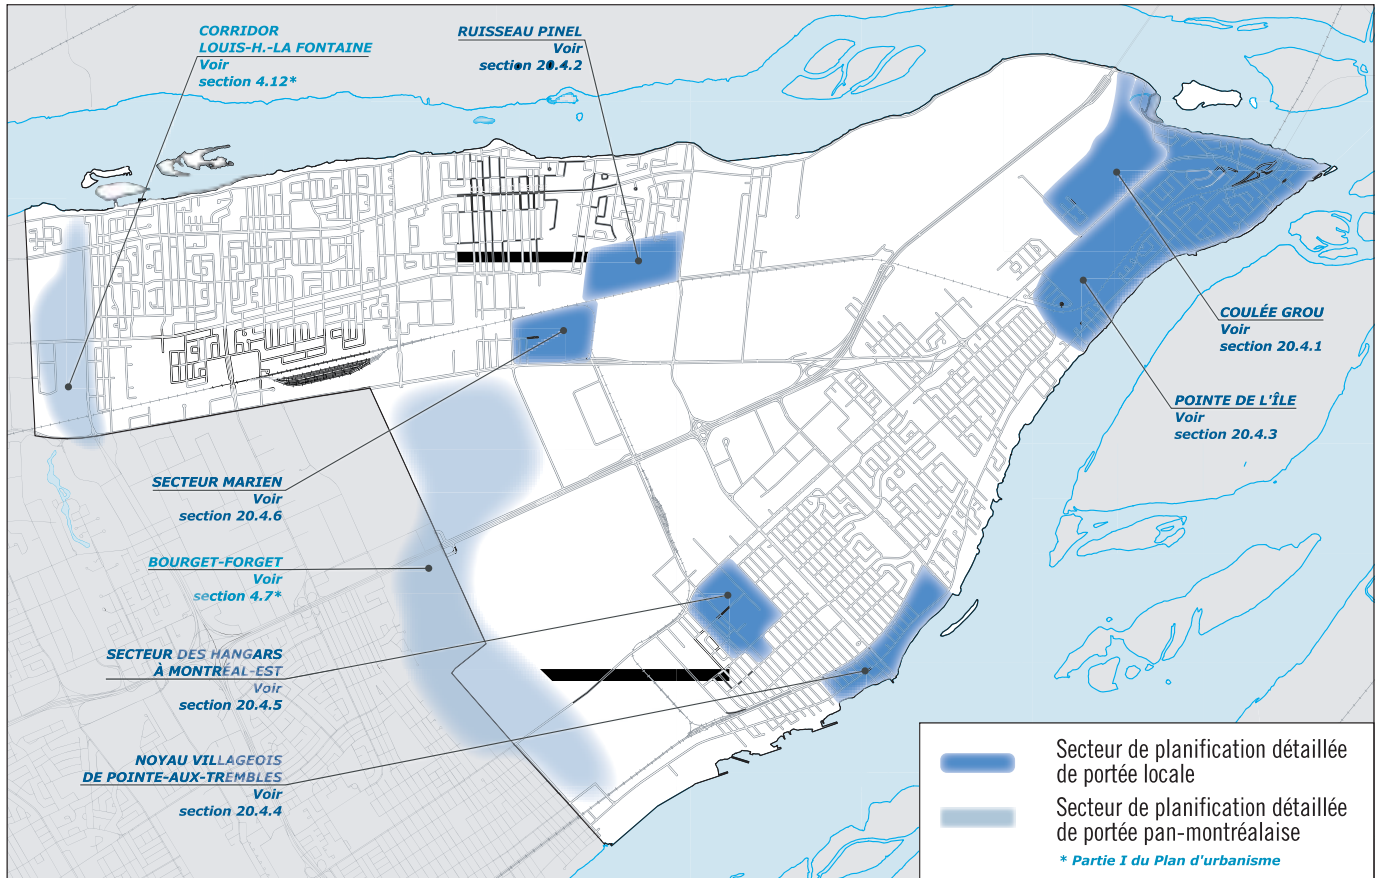 CORRIDOR
LOUIS-H.-LA FONTAINE
Voir
section 4.12*
RUISSEAU PINEL
Voir
section 20.4.2
COULÉE GROU
Voir
section 20.4.1
POINTE DE L'ÎLE
Voir
section 20.4.3
SECTEUR MARIEN
Voir
section 20.4.6
BOURGET-FORGET
Voir
section 4.7*
SECTEUR DES HANGARS
À MONTRÉAL-EST
Voir
section 20.4.5
NOYAU VILLAGEOIS
DE POINTE-AUX-TREMBLES
Voir
section 20.4.4
Secteur de planification détaillée
de portée locale
Secteur de planification détaillée
de portée pan-montréalaise
* Partie I du Plan d'urbanisme